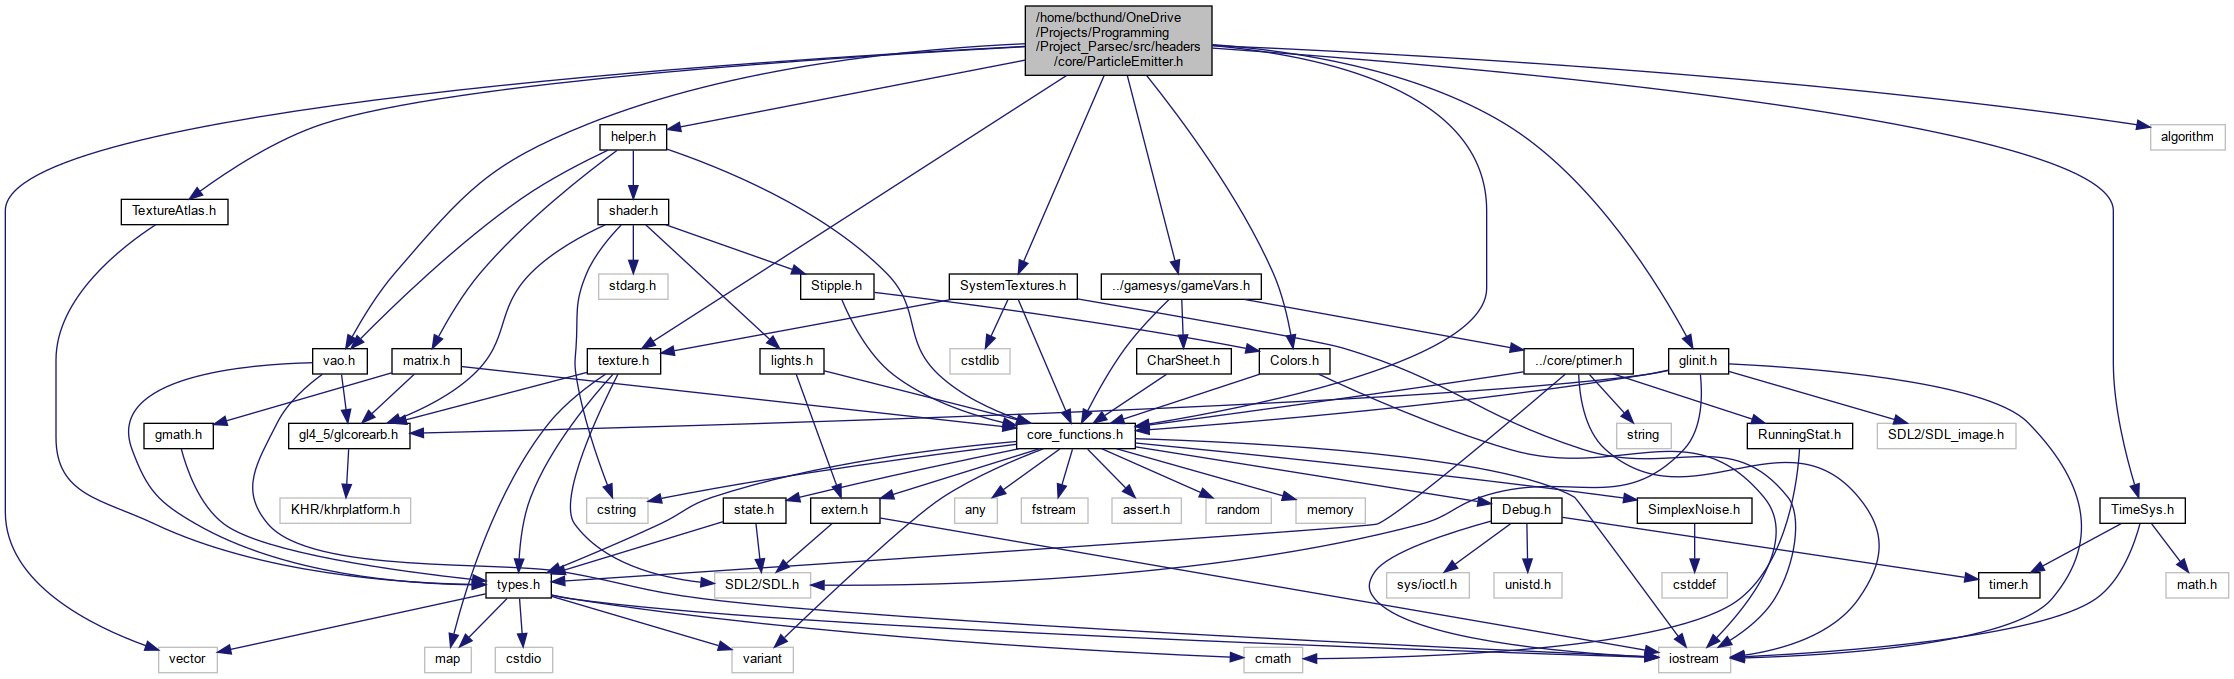 /home/bcthund/OneDrive
/Projects/Programming
/Project_Parsec/src/headers
/core/ParticleEmitter.h
helper.h
algorithm
TextureAtlas.h
shader.h
stdarg.h
Stipple.h
SystemTextures.h
../gamesys/gameVars.h
vao.h
matrix.h
texture.h
lights.h
cstdlib
CharSheet.h
Colors.h
../core/ptimer.h
glinit.h
gmath.h
gl4_5/glcorearb.h
core_functions.h
string
RunningStat.h
SDL2/SDL_image.h
KHR/khrplatform.h
cstring
state.h
extern.h
any
fstream
assert.h
random
memory
Debug.h
SimplexNoise.h
TimeSys.h
types.h
SDL2/SDL.h
sys/ioctl.h
unistd.h
cstddef
timer.h
math.h
vector
map
cstdio
variant
cmath
iostream